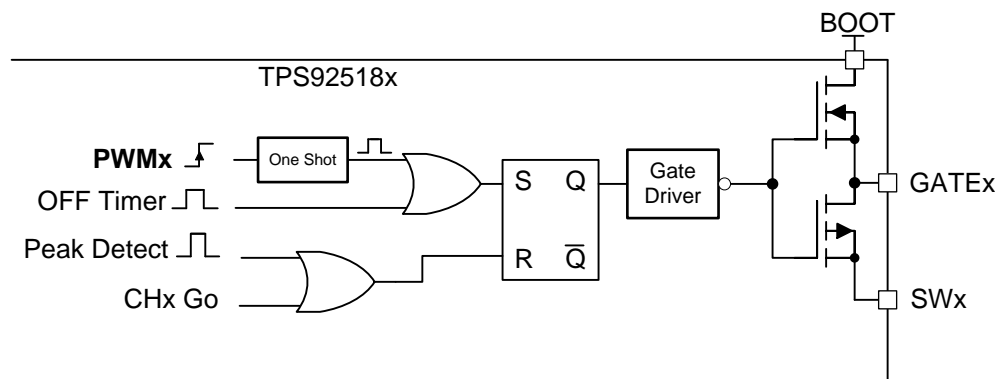 BOOT
TPS92518x
PWMx
One Shot
OFF Timer
Peak Detect
CHx Go
S Q
R Q̅
Gate
Driver
GATEx
SWx